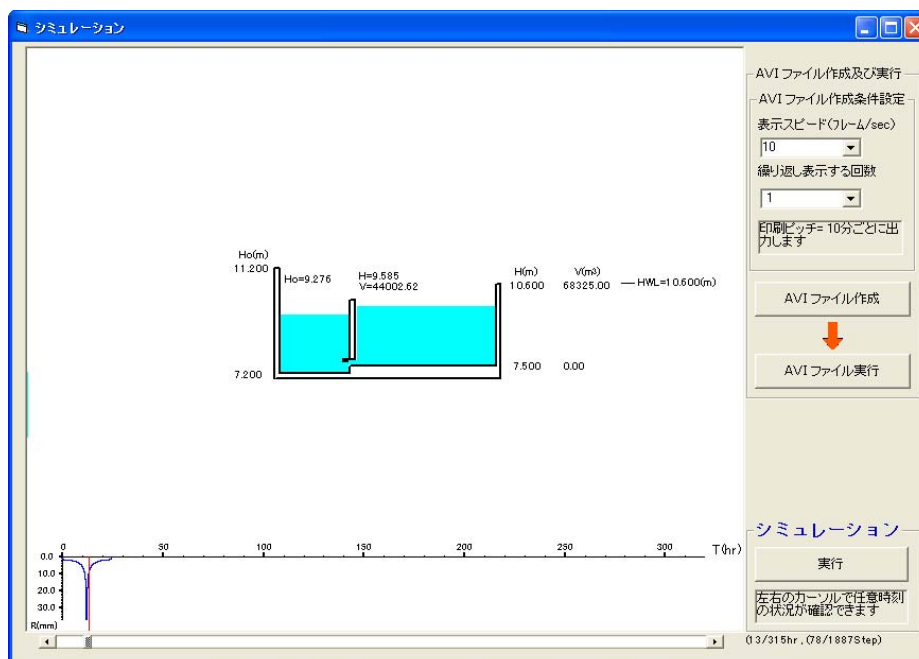 シミュレーション
AVI ファイル作成及び実行
AVI ファイル作成条件設定
表示スピード(フレーム/sec)
10
繰り返し表示する回数
1
印刷ピッチ= 10分ごとに出
力します
AVI ファイル作成
AVI ファイル実行
Ho(m)
11.200
Ho=9.276
H=9.585
V=44002.62
H(m)
10.600
V(m³)
68325.00
HWL=10.600(m)
7.200
7.500
0.00
0
50
100
150
200
250
300
T(hr)
0.0
10.0
20.0
30.0
R(mm)
シミュレーション
実行
左右のカーソルで任意時刻
の状況が確認できます
(13/315hr , (78/1887Step)